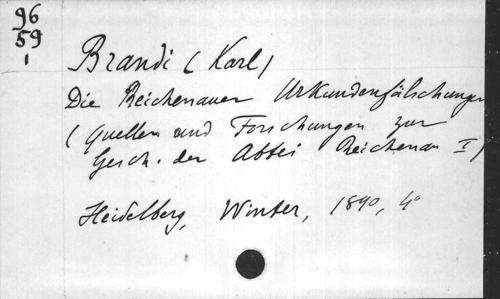 96
59
1
Brandi (Karl)
Die Reichenauer Urkundenfälschungen
(Quellen und Forschungen zur
Gesch. der Abtei Reichenau I)
Heidelberg, Winter, 1890, 4°